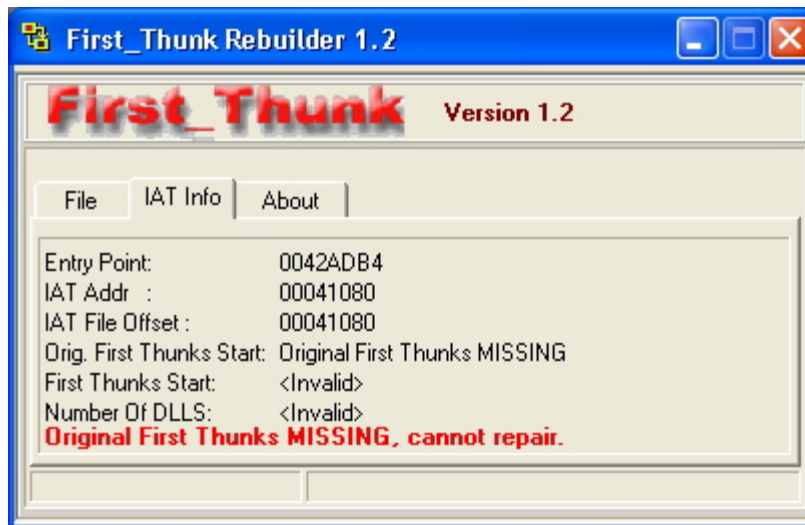 First_Thunk Rebuilder 1.2
First_Thunk Version 1.2
File IAT Info About
Entry Point: 0042ADB4
IAT Addr : 00041080
IAT File Offset : 00041080
Orig. First Thunks Start: Original First Thunks MISSING
First Thunks Start: <Invalid>
Number Of DLLS: <Invalid>
Original First Thunks MISSING, cannot repair.